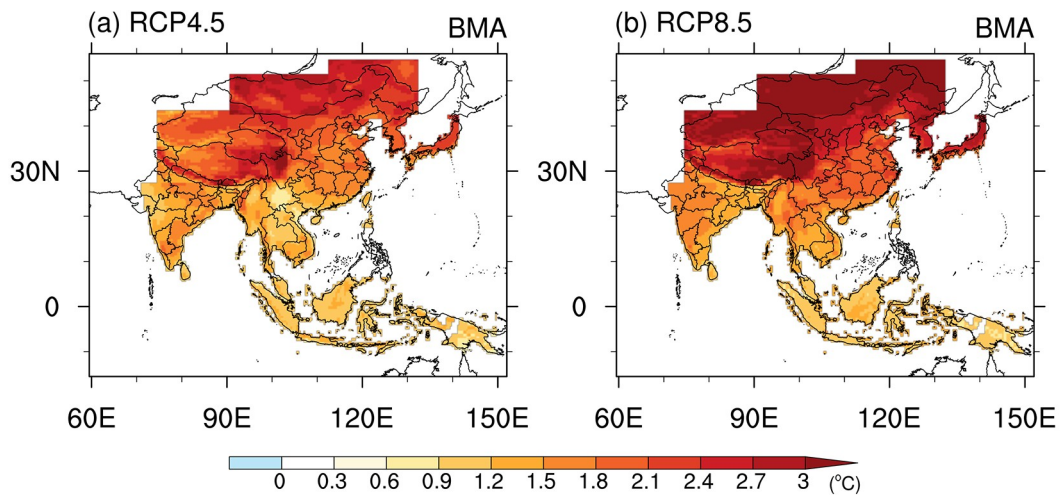 (a) RCP4.5 BMA
(b) RCP8.5 BMA
30N
0
60E 90E 120E 150E
30N
0
60E 90E 120E 150E
0 0.3 0.6 0.9 1.2 1.5 1.8 2.1 2.4 2.7 3 (°C)